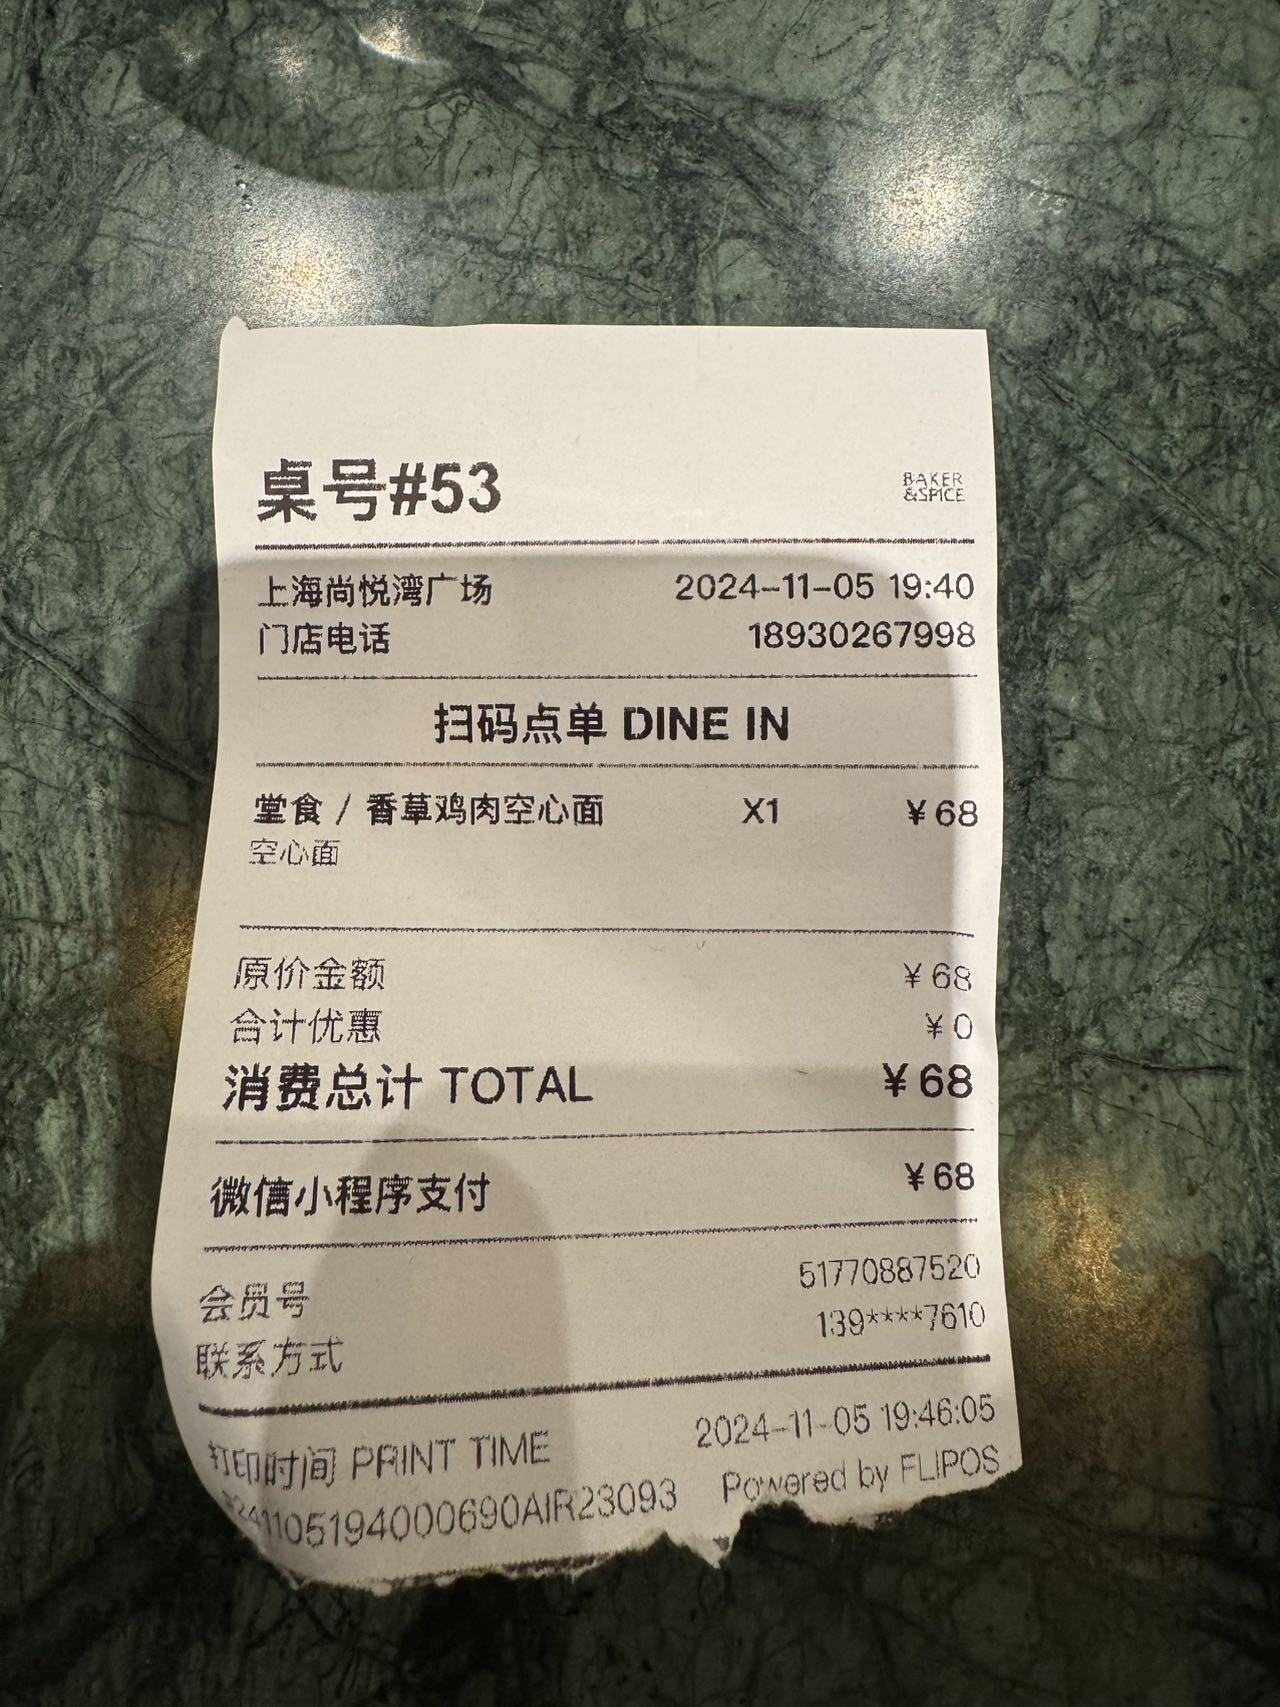 桌号#53
BAKER
&SPICE
上海尚悦湾广场 2024-11-05 19:40
门店电话 18930267998
扫码点单 DINE IN
堂食 / 香草鸡肉空心面 X1 ¥68
空心面
原价金额 ¥68
合计优惠 ¥0
消费总计 TOTAL ¥68
微信小程序支付 ¥68
会员号 51770887520
联系方式 139****7610
打印时间 PRINT TIME 2024-11-05 19:46:05
241105194000690AIR23093 Powered by FLIPOS